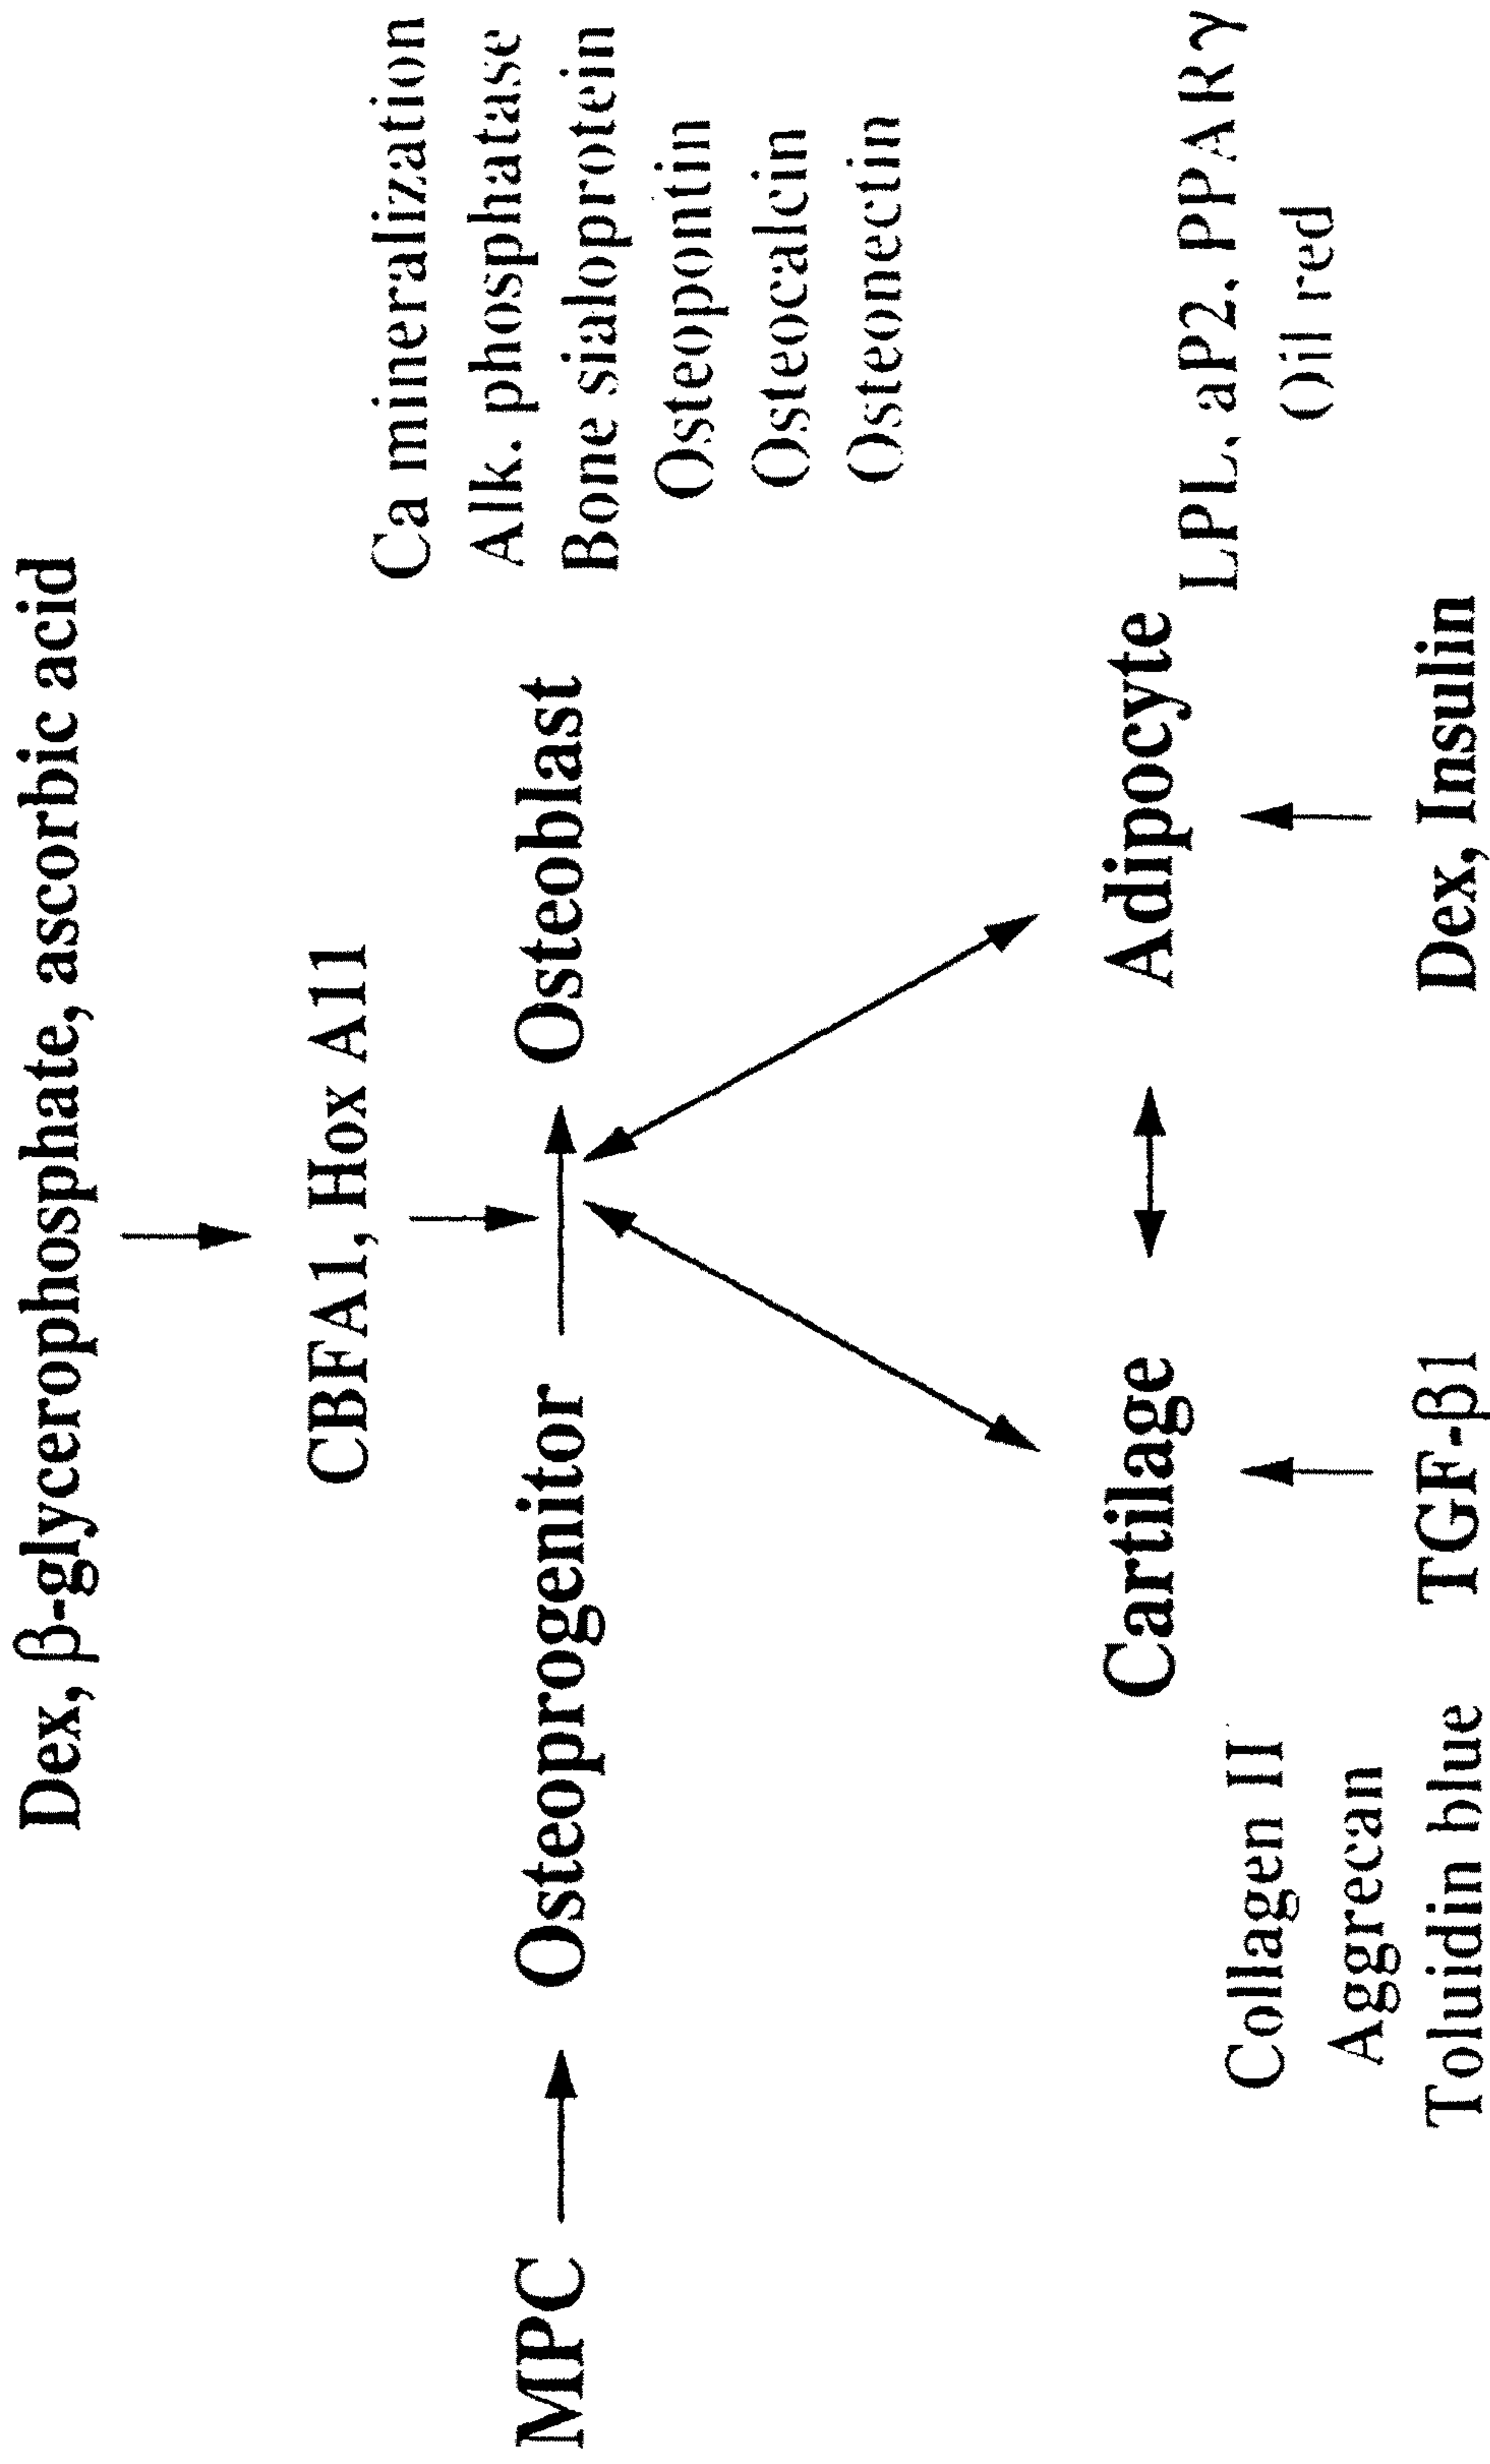 Dex, β-glycerophosphate, ascorbic acid
CBFA1, Hox A11
MPC
Osteoprogenitor
Osteoblast
Ca mineralization
Alk. phosphatase
Bone sialoprotein
Osteopontin
Osteocalcin
Osteonectin
Cartilage
Adipocyte
Collagen II
Aggrecan
Toluidin blue
TGF-β1
LPL, aP2, PPARγ
Oil red
Dex, Insulin